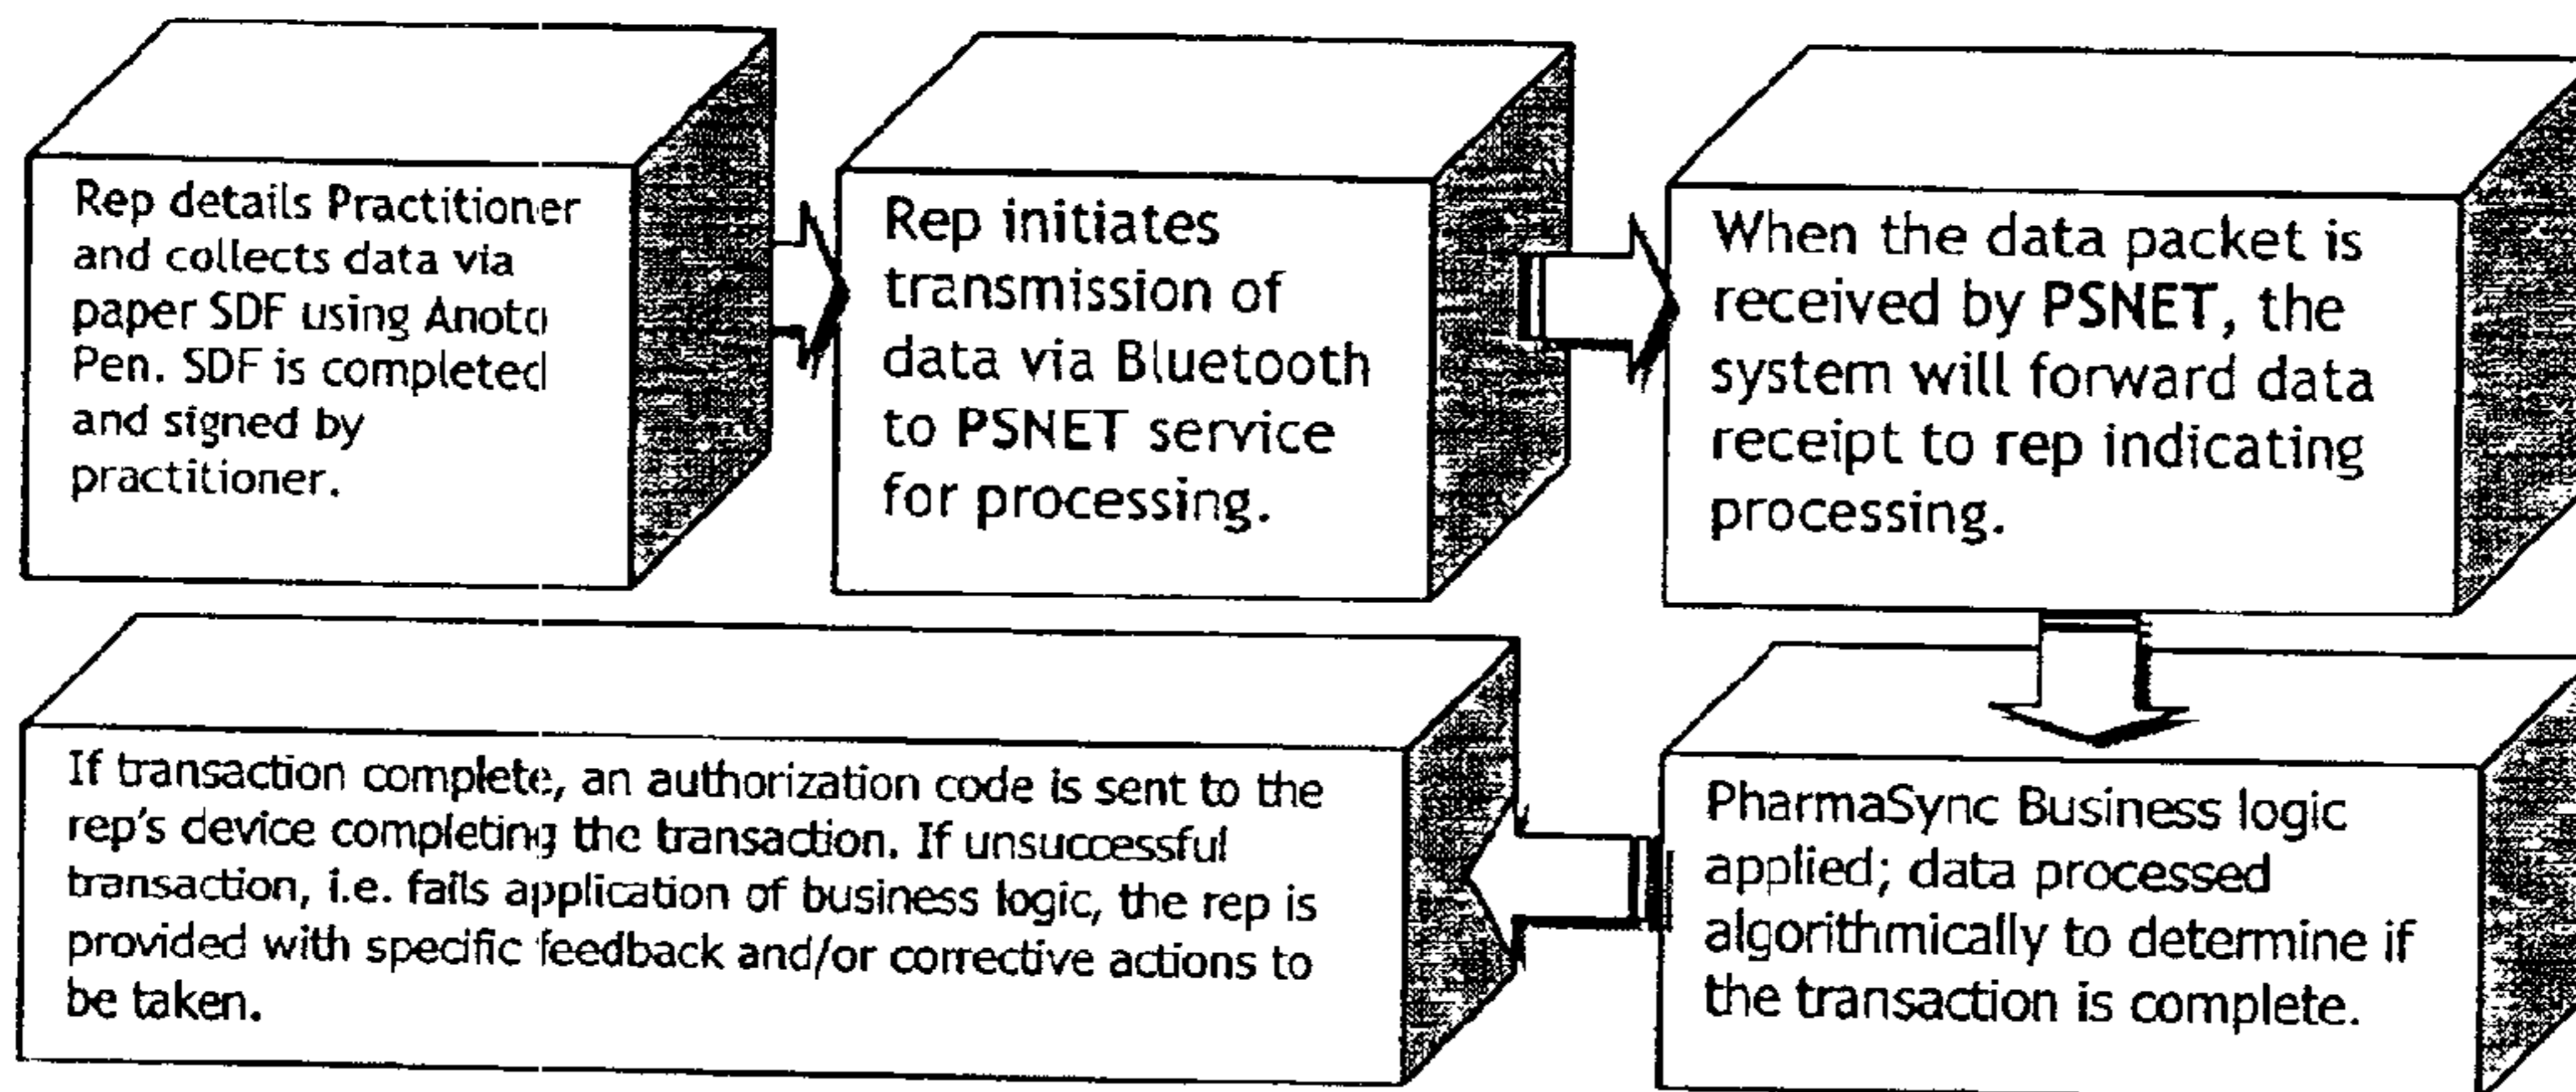 Rep details Practitioner
and collects data via
paper SDF using Anoto
Pen. SDF is completed
and signed by
practitioner.
Rep initiates
transmission of
data via Bluetooth
to PSNET service
for processing.
When the data packet is
received by PSNET, the
system will forward data
receipt to rep indicating
processing.
PharmaSync Business logic
applied; data processed
algorithmically to determine if
the transaction is complete.
If transaction complete, an authorization code is sent to the
rep's device completing the transaction. If unsuccessful
transaction, i.e. fails application of business logic, the rep is
provided with specific feedback and/or corrective actions to
be taken.